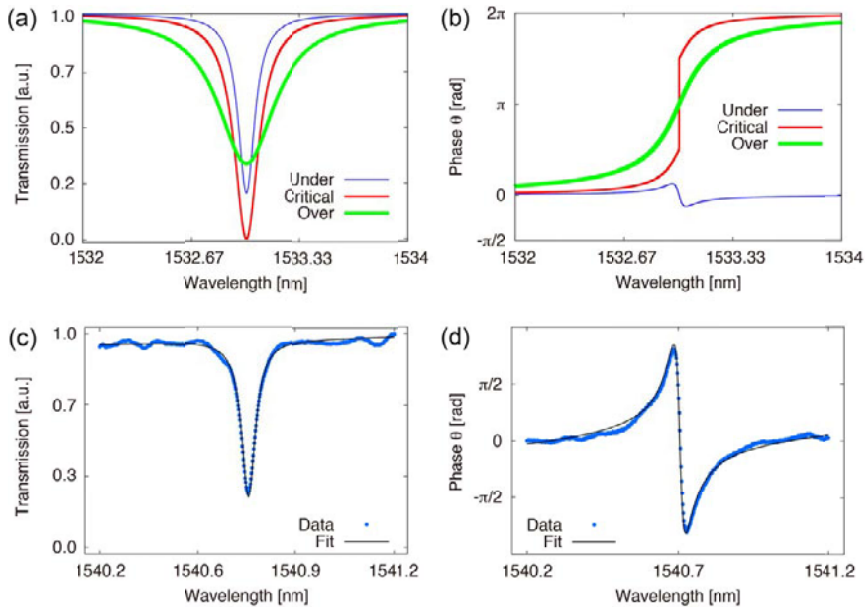 (a)
1.0
0.7
0.5
0.2
0.0
Transmission [a.u.]
Under
Critical
Over
1532
1532.67
1533.33
1534
Wavelength [nm]
(b)
2π
π
0
-π/2
Phase θ [rad]
Under
Critical
Over
1532
1532.67
1533.33
1534
Wavelength [nm]
(c)
1.0
0.7
0.3
0.0
Transmission [a.u.]
Data
Fit
1540.2
1540.6
1540.9
1541.2
Wavelength [nm]
(d)
π/2
0
-π/2
Phase θ [rad]
Data
Fit
1540.2
1540.7
1541.2
Wavelength [nm]